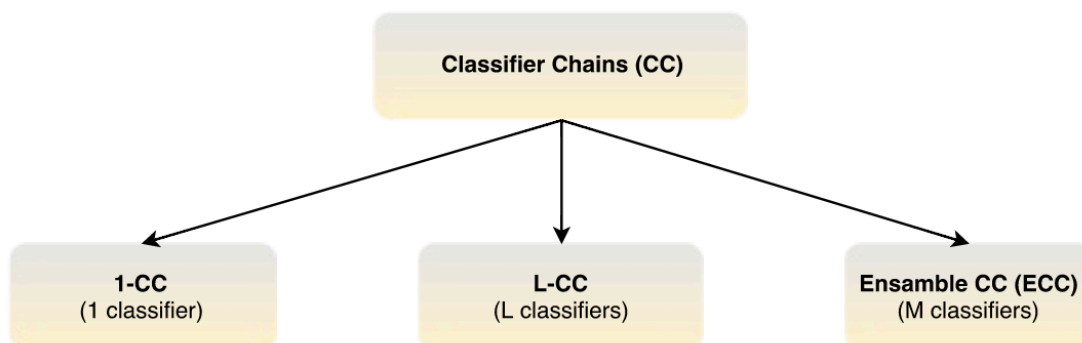 Classifier Chains (CC)
1-CC
(1 classifier)
L-CC
(L classifiers)
Ensamble CC (ECC)
(M classifiers)